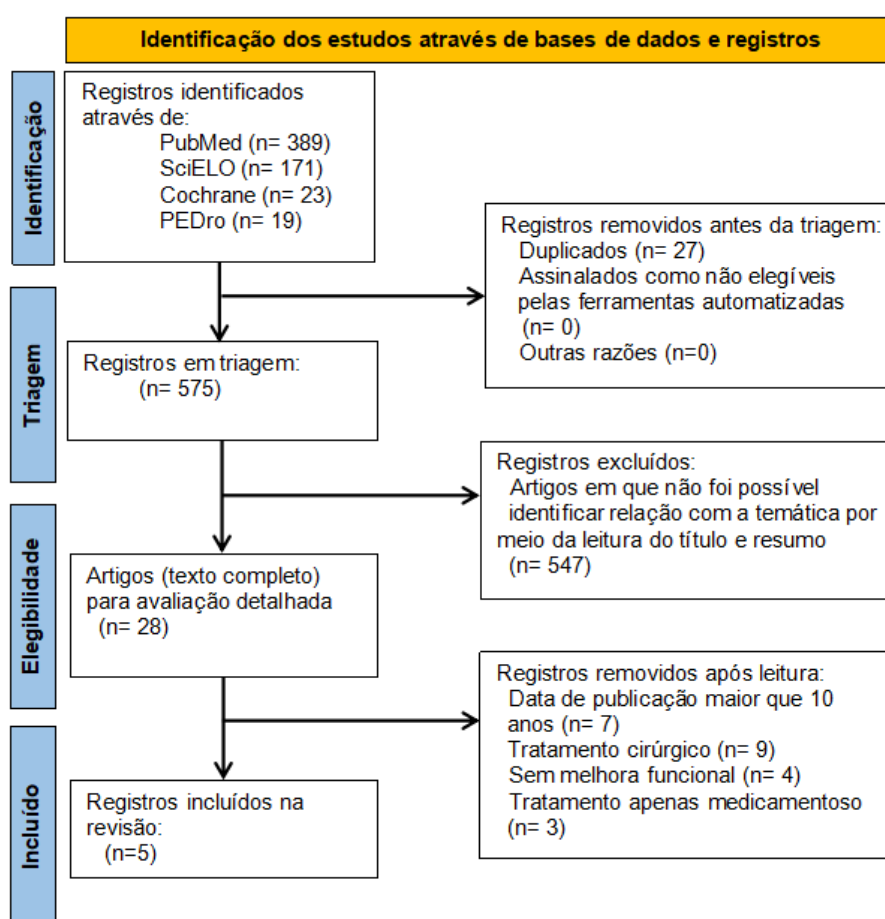 Identificação dos estudos através de bases de dados e registros
Identificação
Registros identificados
através de:
PubMed (n= 389)
SciELO (n= 171)
Cochrane (n= 23)
PEDro (n= 19)
Registros removidos antes da triagem:
Duplicados (n= 27)
Assinalados como não elegíveis
pelas ferramentas automatizadas
(n= 0)
Outras razões (n=0)
Triagem
Registros em triagem:
(n= 575)
Registros excluídos:
Artigos em que não foi possível
identificar relação com a temática por
meio da leitura do título e resumo
(n= 547)
Elegibilidade
Artigos (texto completo)
para avaliação detalhada
(n= 28)
Registros removidos após leitura:
Data de publicação maior que 10
anos (n= 7)
Tratamento cirúrgico (n= 9)
Sem melhora funcional (n= 4)
Tratamento apenas medicamentoso
(n= 3)
Incluído
Registros incluídos na
revisão:
(n=5)